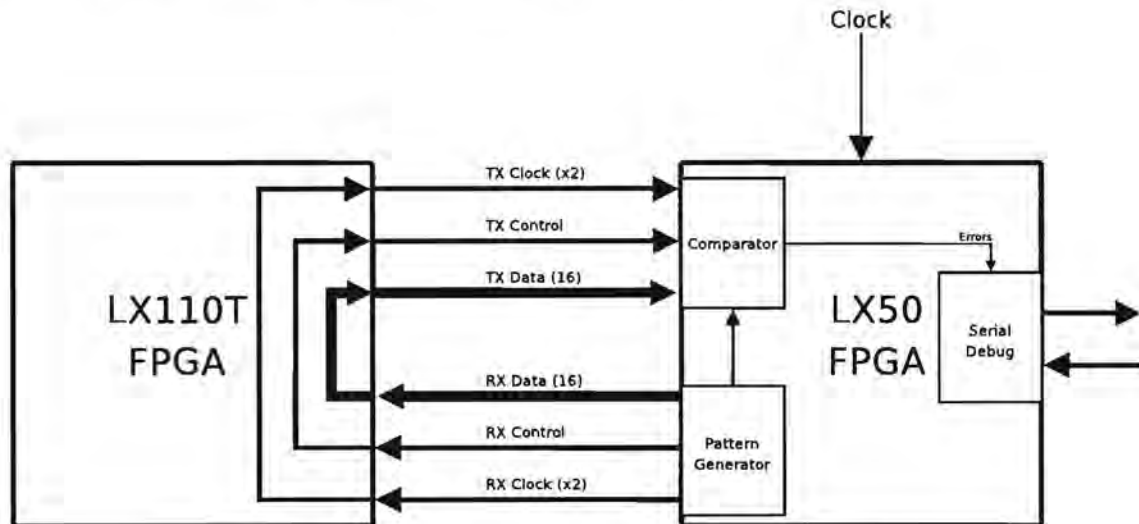 Clock
TX Clock (x2)
TX Control
Comparator
Errors
TX Data (16)
LX110T
FPGA
LX50
FPGA
Serial
Debug
RX Data (16)
RX Control
Pattern
Generator
RX Clock (x2)